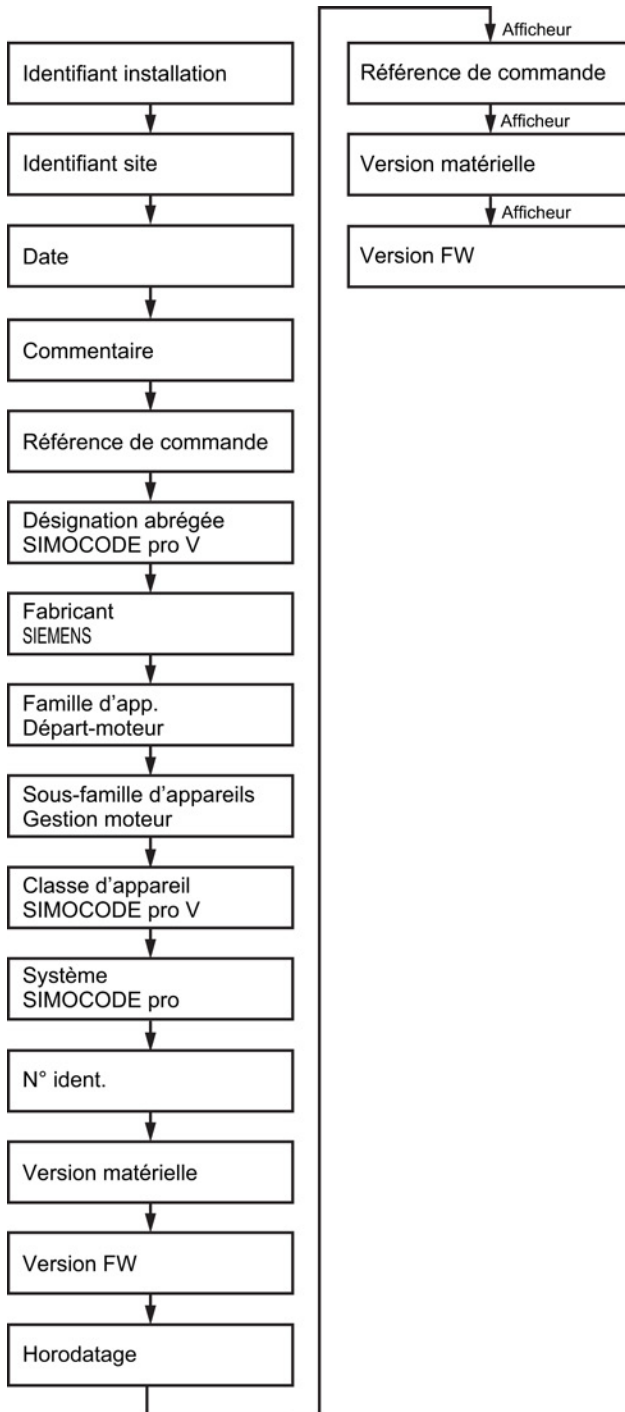 Identifiant installation
Identifiant site
Date
Commentaire
Référence de commande
Désignation abrégée
SIMOCODE pro V
Fabricant
SIEMENS
Famille d'app.
Départ-moteur
Sous-famille d'appareils
Gestion moteur
Classe d'appareil
SIMOCODE pro V
Système
SIMOCODE pro
N° ident.
Version matérielle
Version FW
Horodatage
Afficheur
Référence de commande
Afficheur
Version matérielle
Afficheur
Version FW